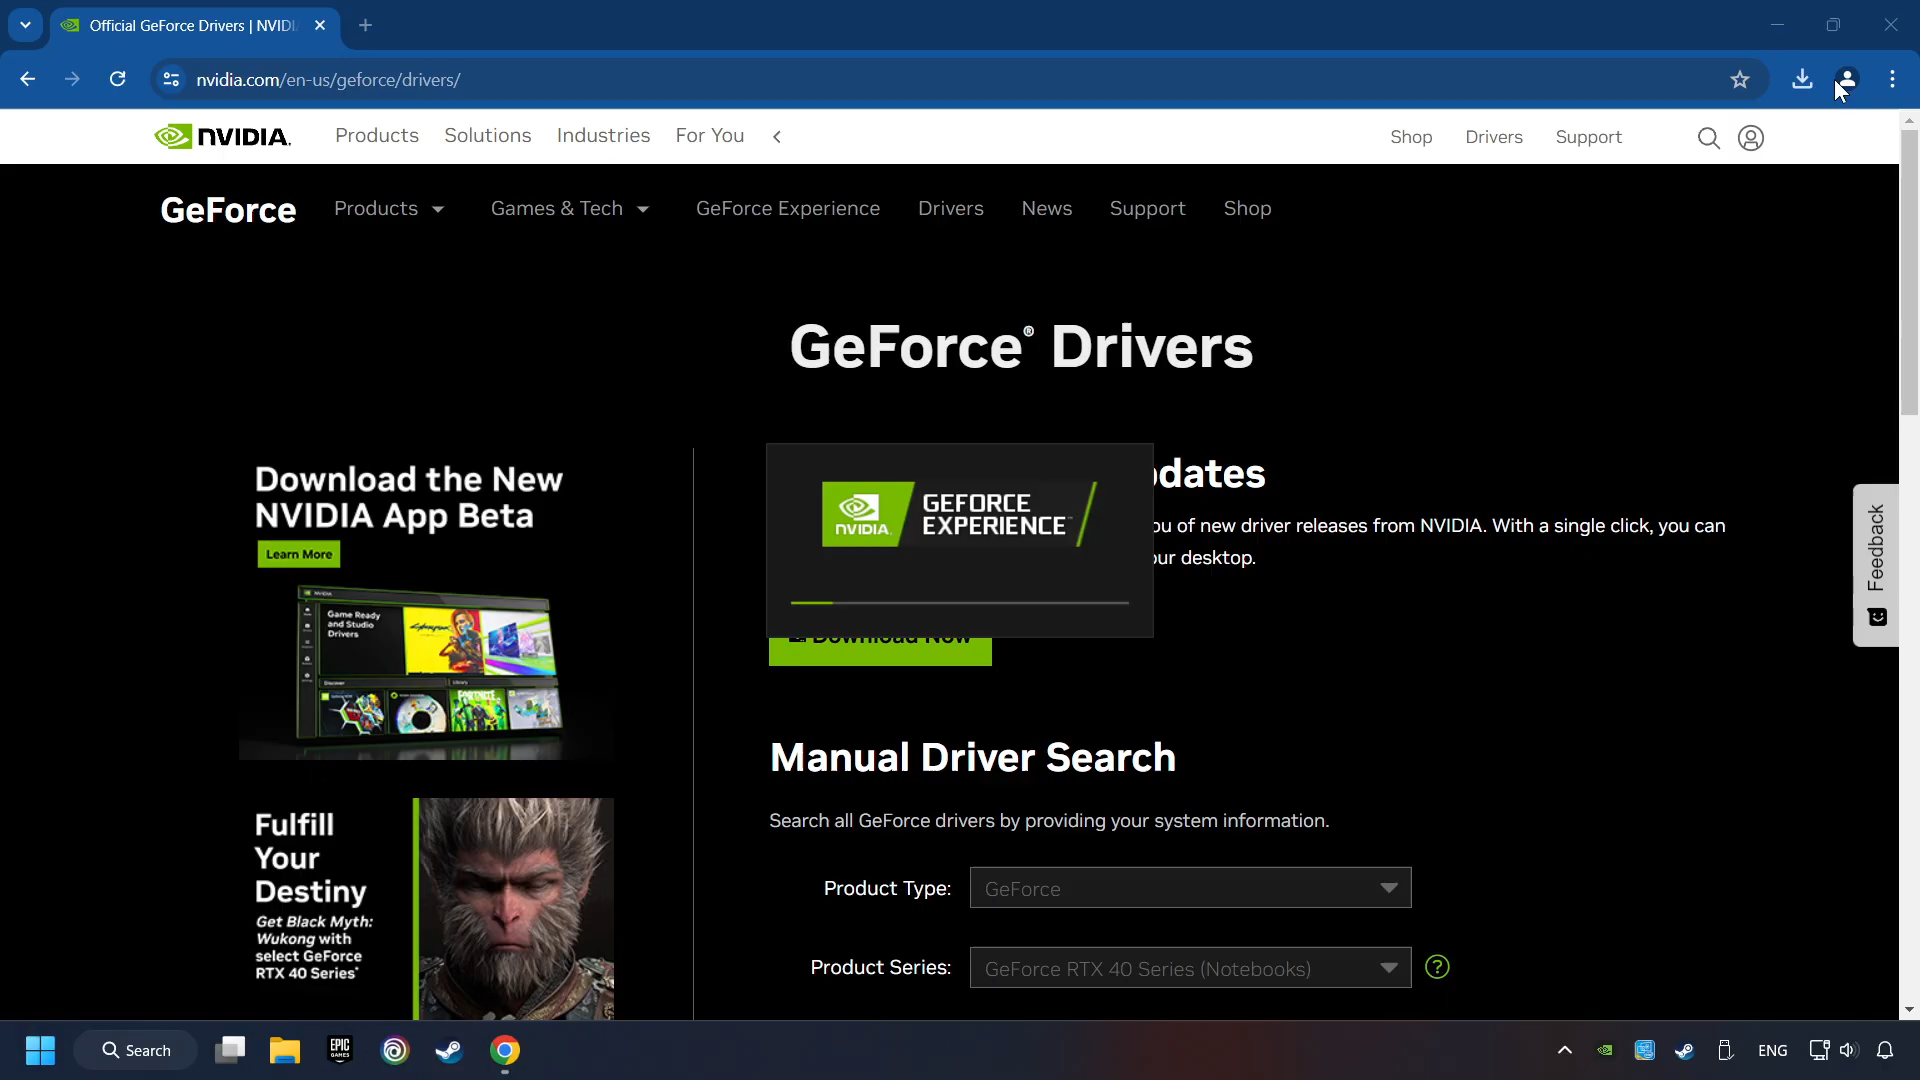 Official GeForce Drivers | NVIDI
nvidia.com/en-us/geforce/drivers/
NVIDIA.
Products
Solutions
Industries
For You
Shop
Drivers
Support
GeForce
Products
Games & Tech
GeForce Experience
Drivers
News
Support
Shop
GeForce® Drivers
Download the New
NVIDIA App Beta
Learn More
Game Ready
and Studio
Drivers
FORTNITE
NVIDIA.
GEFORCE
EXPERIENCE™
dates
ou of new driver releases from NVIDIA. With a single click, you can
our desktop.
Download Now
Feedback
Manual Driver Search
Search all GeForce drivers by providing your system information.
Product Type:
GeForce
Product Series:
GeForce RTX 40 Series (Notebooks)
?
Fulfill
Your
Destiny
Get Black Myth:
Wukong with
select GeForce
RTX 40 Series*
Search
EPIC
GAMES
ENG